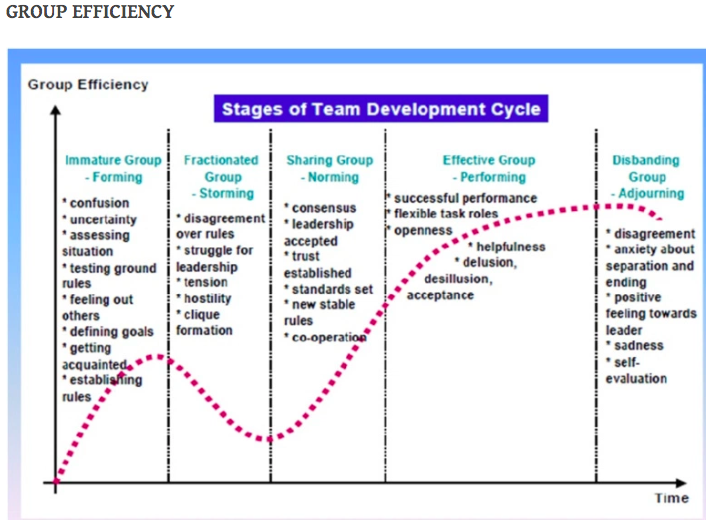 GROUP EFFICIENCY
Group Efficiency
Stages of Team Development Cycle
Immature Group
- Forming
* confusion
* uncertainty
* assessing
situation
* testing ground
rules
* feeling out
others
* defining goals
* getting
acquainted
* establishing
rules
Fractionated
Group
- Storming
* disagreement
over rules
* struggle for
leadership
* tension
* hostility
* clique
formation
Sharing Group
- Norming
* consensus
* leadership
accepted
* trust
established
* standards set
* new stable
rules
* co-operation
Effective Group
- Performing
* successful performance
* flexible task roles
* openness
* helpfulness
* delusion,
desillusion,
acceptance
Disbanding
Group
- Adjourning
* disagreement
* anxiety about
separation and
ending
* positive
feeling towards
leader
* sadness
* self-
evaluation
Time